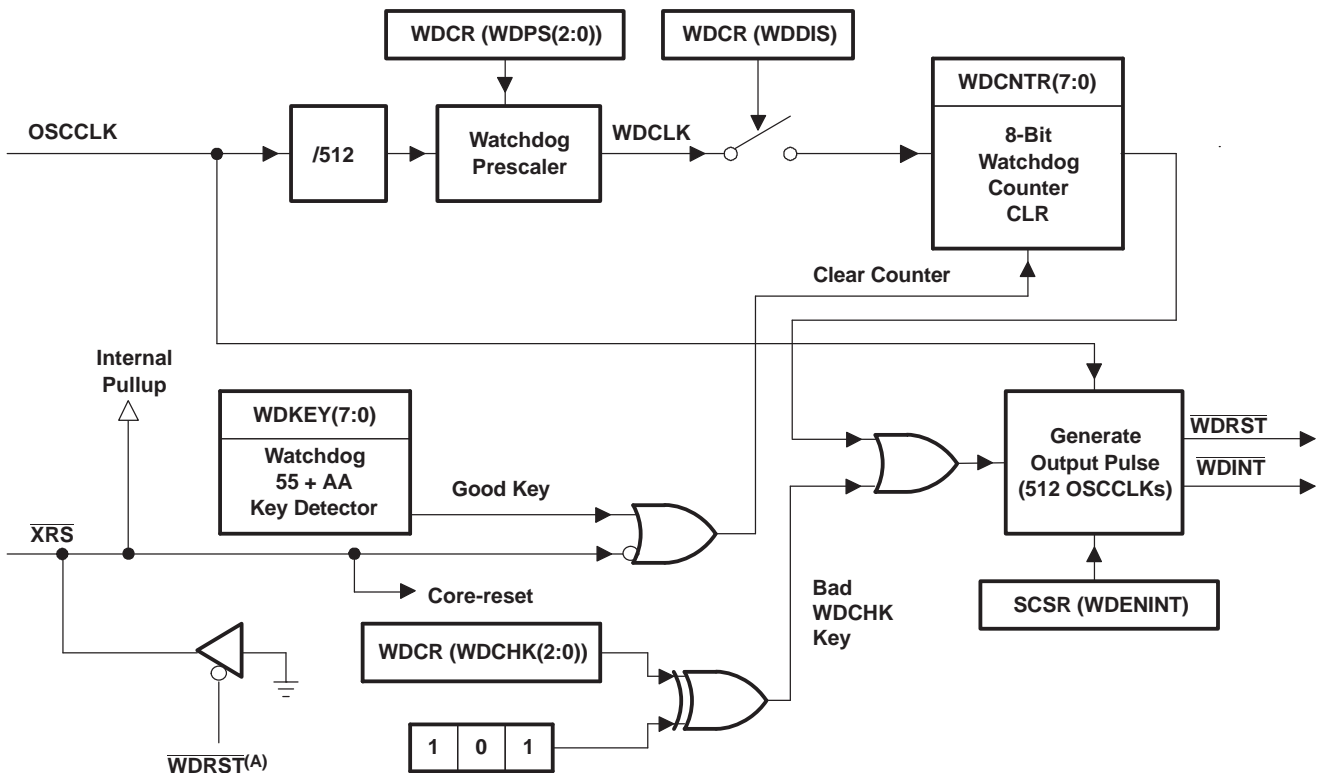 WDCR (WDPS(2:0))
WDCR (WDDIS)
WDCNTR(7:0)
OSCCLK
/512
Watchdog
Prescaler
WDCLK
8-Bit
Watchdog
Counter
CLR
Clear Counter
Internal
Pullup
WDKEY(7:0)
Watchdog
55 + AA
Key Detector
Good Key
Generate
Output Pulse
(512 OSCCLKs)
WDRST
WDINT
XRS
Core-reset
Bad
WDCHK
Key
SCSR (WDENINT)
WDCR (WDCHK(2:0))
1 0 1
WDRST(A)